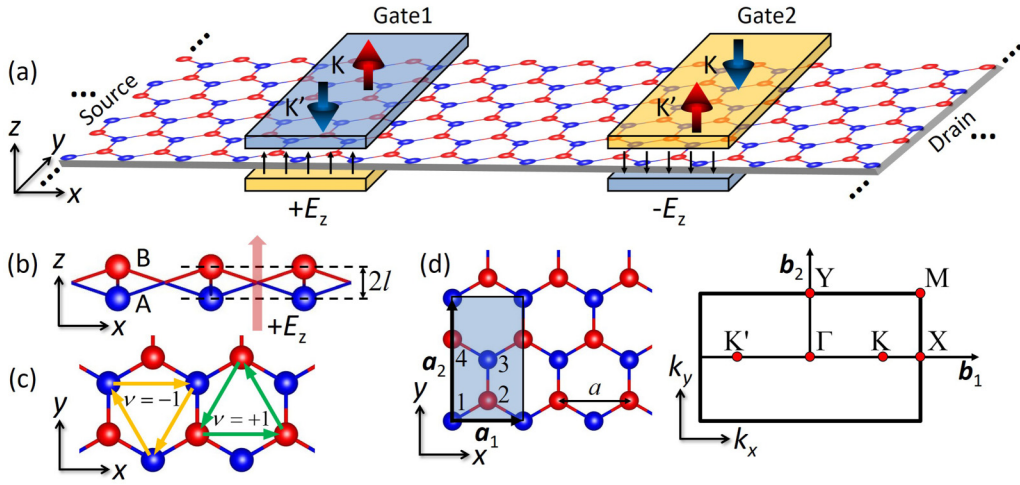 Gate1
Gate2
(a)
Source
K
K'
K
K'
Drain
z
y
x
+E_z
-E_z
(b)
z
x
B
A
2l
+E_z
(c)
y
x
ν=−1
ν=+1
(d)
a_2
y
x
4
3
1
2
a_1
a
b_2
Y
M
K'
Γ
K
X
b_1
k_y
k_x